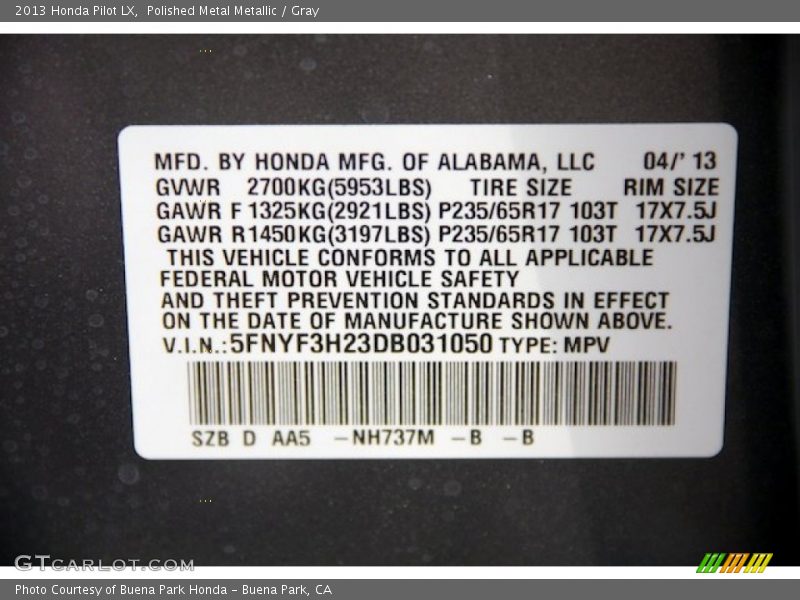 2013 Honda Pilot LX, Polished Metal Metallic / Gray
MFD. BY HONDA MFG. OF ALABAMA, LLC 04/' 13
GVWR 2700KG(5953LBS) TIRE SIZE RIM SIZE
GAWR F 1325KG(2921LBS) P235/65R17 103T 17X7.5J
GAWR R1450KG(3197LBS) P235/65R17 103T 17X7.5J
THIS VEHICLE CONFORMS TO ALL APPLICABLE
FEDERAL MOTOR VEHICLE SAFETY
AND THEFT PREVENTION STANDARDS IN EFFECT
ON THE DATE OF MANUFACTURE SHOWN ABOVE.
V.I.N.:5FNYF3H23DB031050 TYPE: MPV
SZB D AA5 -NH737M -B -B
GTCARLOT.COM
Photo Courtesy of Buena Park Honda - Buena Park, CA